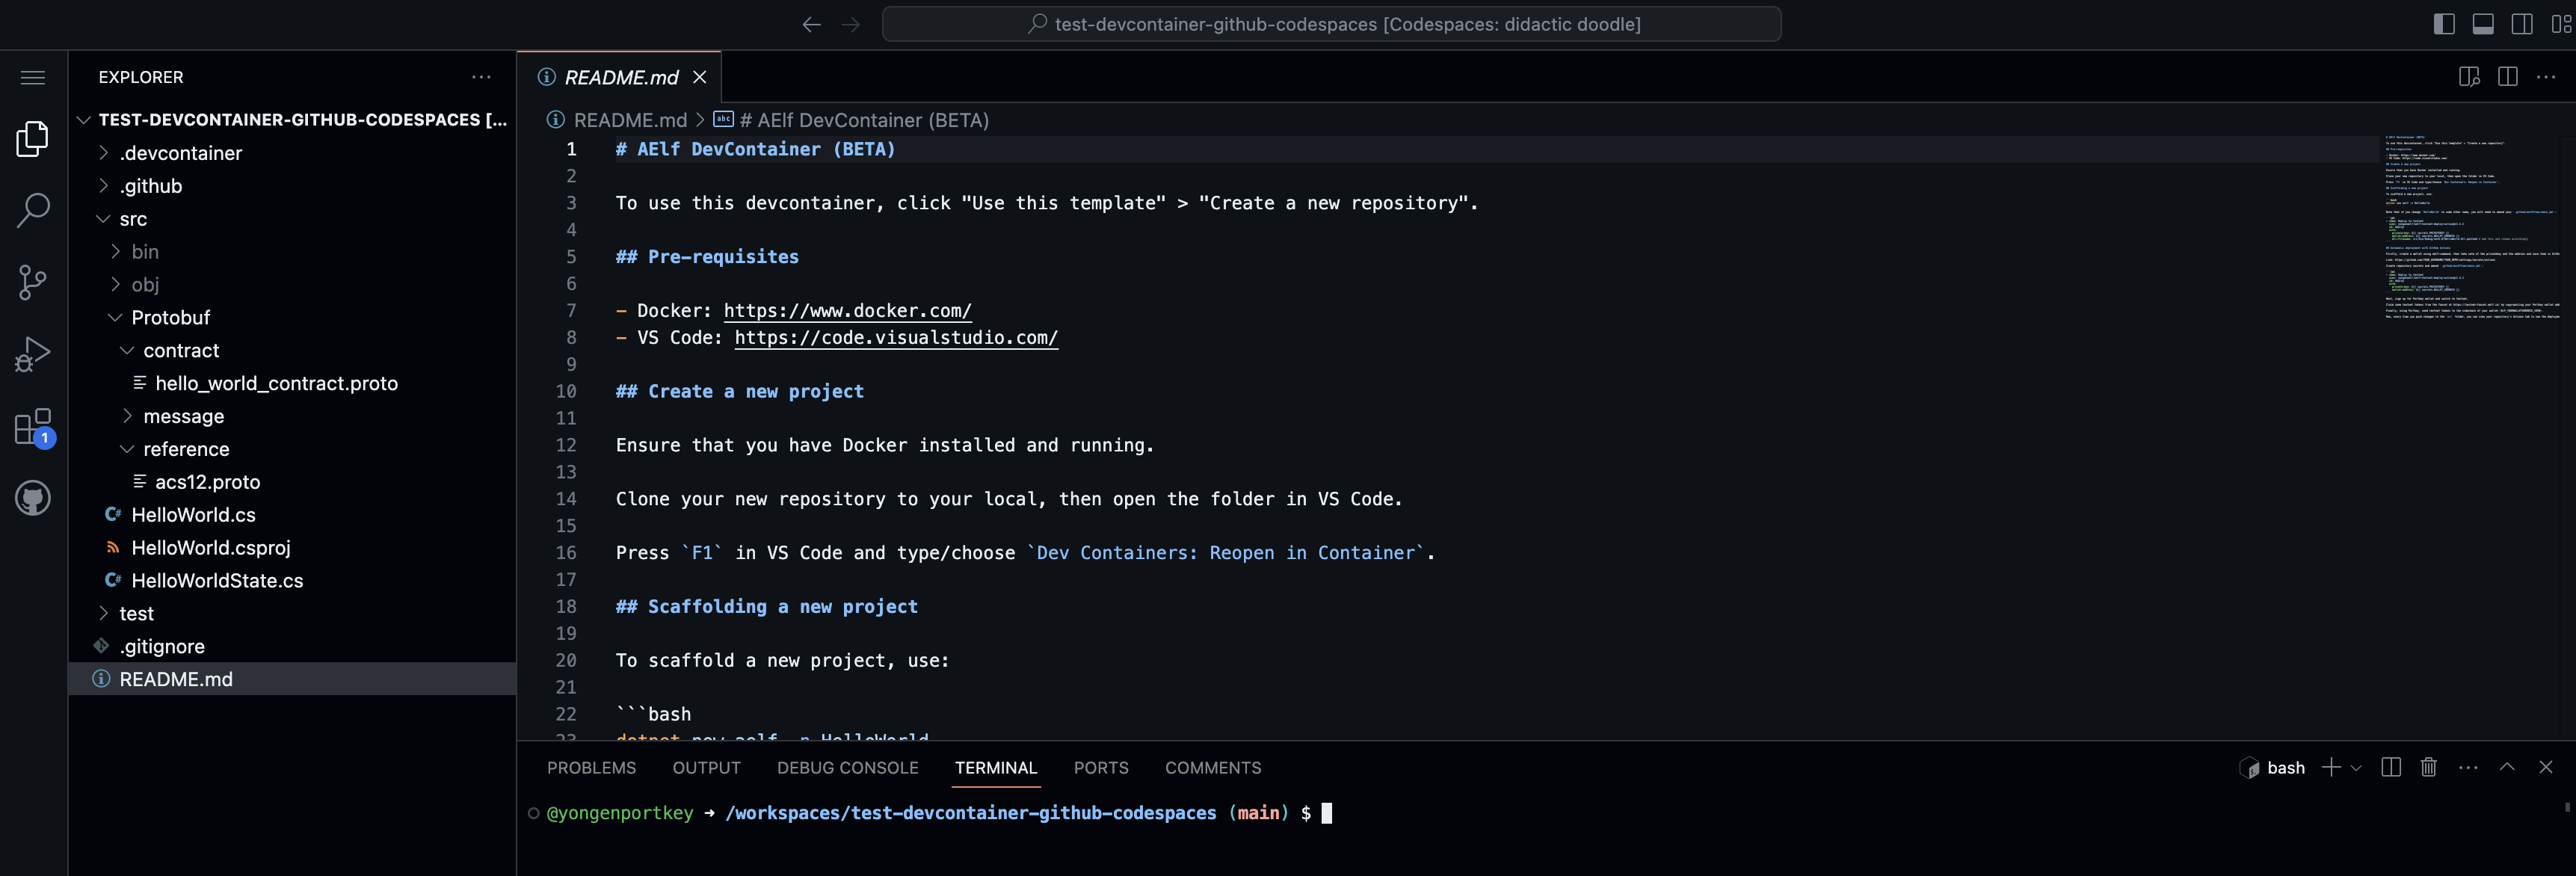 test-devcontainer-github-codespaces [Codespaces: didactic doodle]
EXPLORER
TEST-DEVCONTAINER-GITHUB-CODESPACES [...
.devcontainer
.github
src
bin
obj
Protobuf
contract
hello_world_contract.proto
message
reference
acs12.proto
C# HelloWorld.cs
HelloWorld.csproj
C# HelloWorldState.cs
test
.gitignore
README.md
1
README.md
README.md > abc # AElf DevContainer (BETA)
1 # AElf DevContainer (BETA)
2
3 To use this devcontainer, click "Use this template" > "Create a new repository".
4
5 ## Pre-requisites
6
7 - Docker: https://www.docker.com/
8 - VS Code: https://code.visualstudio.com/
9
10 ## Create a new project
11
12 Ensure that you have Docker installed and running.
13
14 Clone your new repository to your local, then open the folder in VS Code.
15
16 Press `F1` in VS Code and type/choose `Dev Containers: Reopen in Container`.
17
18 ## Scaffolding a new project
19
20 To scaffold a new project, use:
21
22 ```bash
23 dotnet new aelf -n HelloWorld
PROBLEMS OUTPUT DEBUG CONSOLE TERMINAL PORTS COMMENTS
bash
@yongenportkey ➜ /workspaces/test-devcontainer-github-codespaces (main) $